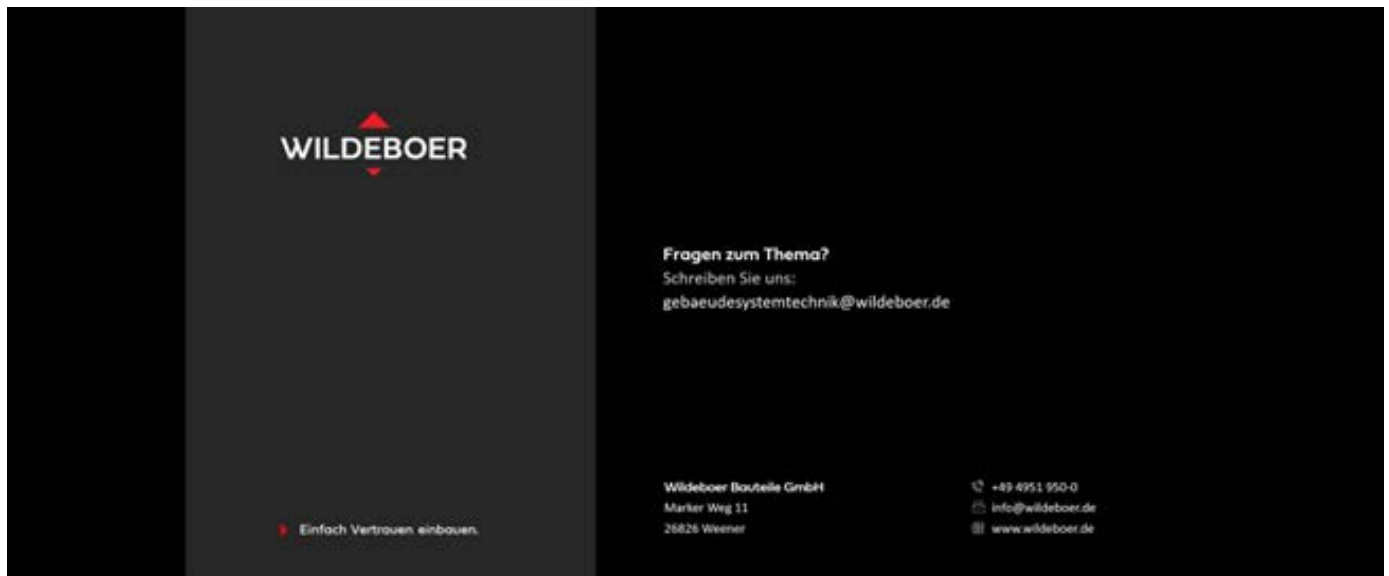 WILDEBOER
Fragen zum Thema?
Schreiben Sie uns:
gebaeudesystemtechnik@wildeboer.de
Einfach Vertrauen einbauen.
Wildeboer Bauteile GmbH
Marker Weg 11
26826 Weener
+49 4951 950-0
info@wildeboer.de
www.wildeboer.de